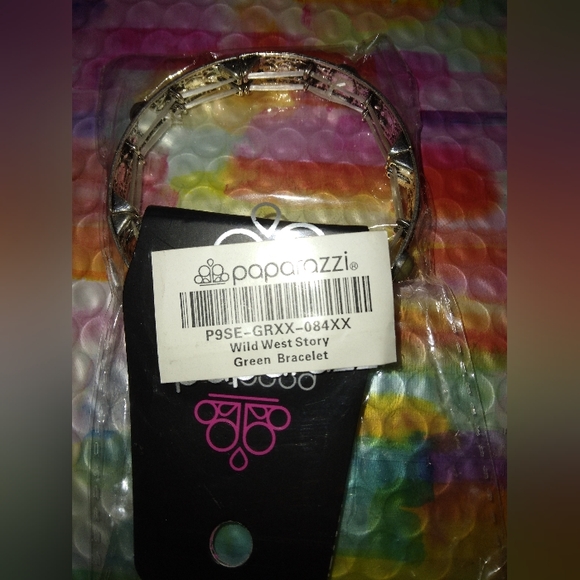 paparazzi®
P9SE-GRXX-084XX
Wild West Story
Green Bracelet